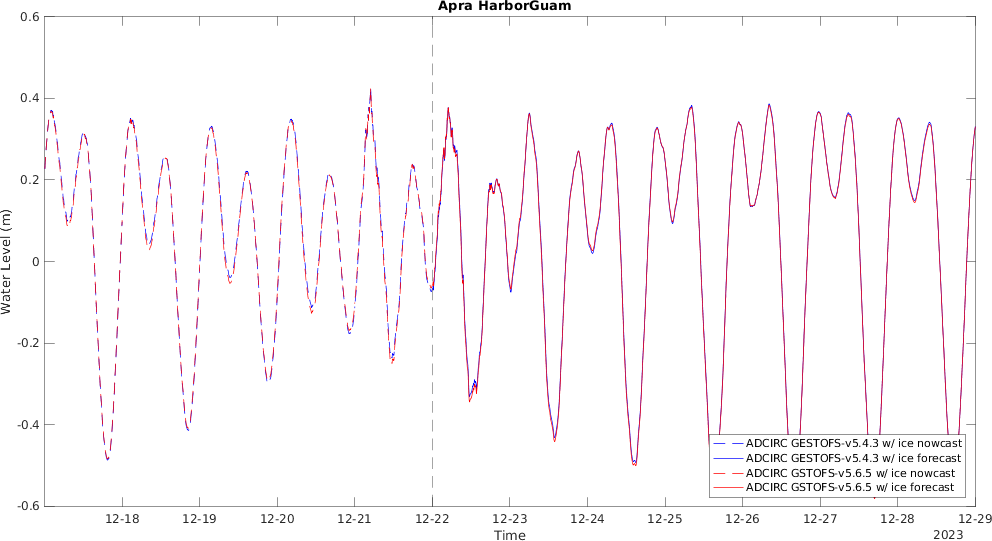 Apra HarborGuam
0.6
0.4
0.2
0
-0.2
-0.4
-0.6
Water Level (m)
ADCIRC GESTOFS-v5.4.3 w/ ice nowcast
ADCIRC GESTOFS-v5.4.3 w/ ice forecast
ADCIRC GSTOFS-v5.6.5 w/ ice nowcast
ADCIRC GSTOFS-v5.6.5 w/ ice forecast
12-18 12-19 12-20 12-21 12-22 12-23 12-24 12-25 12-26 12-27 12-28 12-29
Time
2023